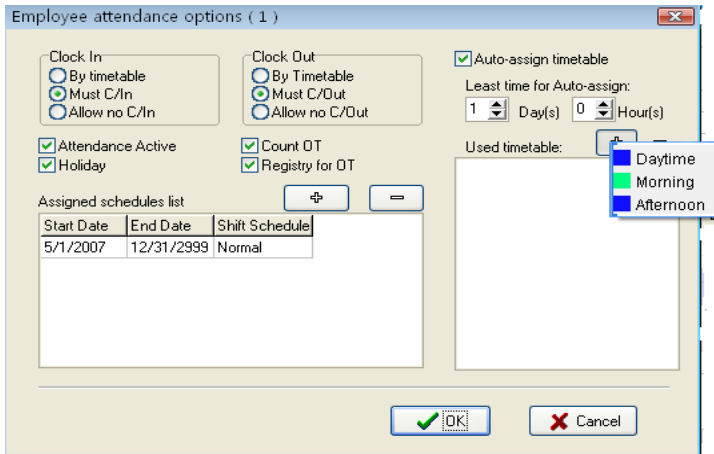 Employee attendance options ( 1 )
Clock In
By timetable
Must C/In
Allow no C/In
Clock Out
By Timetable
Must C/Out
Allow no C/Out
Attendance Active
Holiday
Count OT
Registry for OT
Assigned schedules list
Start Date End Date Shift Schedule
5/1/2007 12/31/2999 Normal
Auto-assign timetable
Least time for Auto-assign:
1 Day(s) 0 Hour(s)
Used timetable:
Daytime
Morning
Afternoon
OK
Cancel